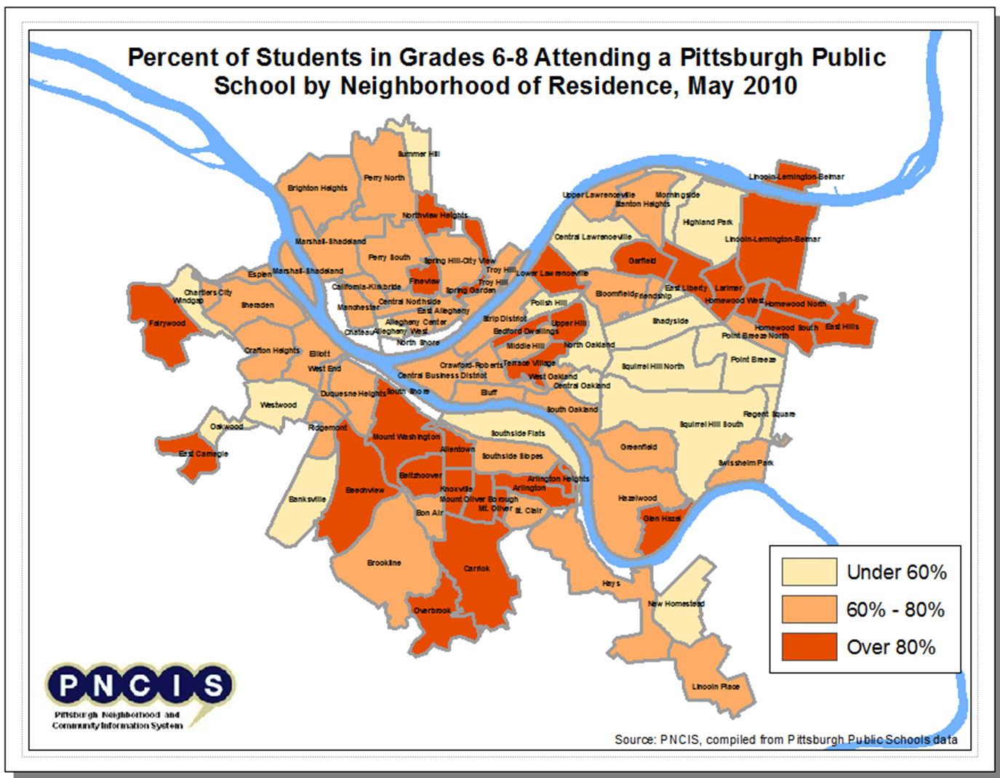 Percent of Students in Grades 6-8 Attending a Pittsburgh Public
School by Neighborhood of Residence, May 2010
Summer Hill
Perry North
Brighton Heights
Northview Heights
Lincoln-Lemington-Belmar
Upper Lawrenceville
Morningside
Stanton Heights
Highland Park
Central Lawrenceville
Lincoln-Lemington-Belmar
Marshall-Shadeland
Perry South
Spring Hill-City View
Garfield
Esplen
Marshall-Shadeland
Troy Hill
Lower Lawrenceville
Fineview
Troy Hill
California-Kirkbride
Spring Garden
Chartiers City
Windgap
Bloomfield
Friendship
East Liberty
Larimer
Homewood West
Homewood North
Sheraden
Manchester
Central Northside
East Allegheny
Polish Hill
Fairywood
Allegheny Center
Strip District
Upper Hill
Shadyside
Homewood South
East Hills
Chateau
Allegheny West
Bedford Dwellings
Point Breeze North
North Shore
Middle Hill
North Oakland
Crafton Heights
Elliott
Point Breeze
West End
Crawford-Roberts
Terrace Village
Squirrel Hill North
Central Business District
West Oakland
Central Oakland
Duquesne Heights
South Shore
Bluff
Westwood
South Oakland
Regent Square
Oakwood
Ridgemont
Squirrel Hill South
Mount Washington
Southside Flats
Allentown
Greenfield
East Carnegie
Southside Slopes
Swisshelm Park
Beltzhoover
Arlington Heights
Beechview
Knoxville
Arlington
Banksville
Mount Oliver Borough
Hazelwood
Mt. Oliver
St. Clair
Bon Air
Glen Hazel
Brookline
Carrick
Hays
Overbrook
New Homestead
Lincoln Place
Under 60%
60% - 80%
Over 80%
PNCIS
Pittsburgh Neighborhood and
Community Information System
Source: PNCIS, compiled from Pittsburgh Public Schools data